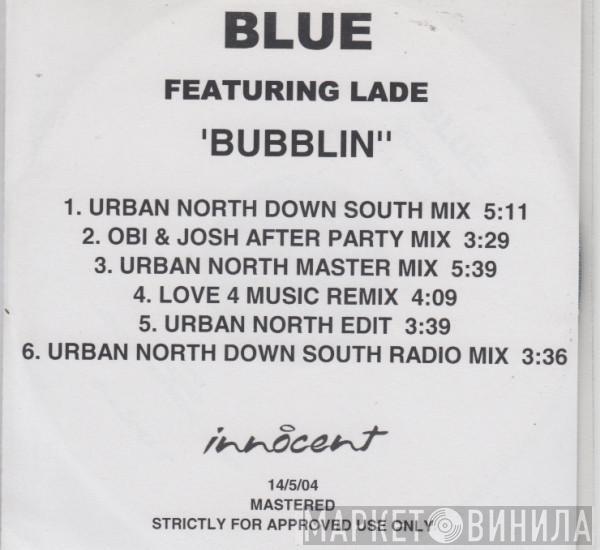 BLUE
FEATURING LADE
'BUBBLIN''
1. URBAN NORTH DOWN SOUTH MIX 5:11
2. OBI & JOSH AFTER PARTY MIX 3:29
3. URBAN NORTH MASTER MIX 5:39
4. LOVE 4 MUSIC REMIX 4:09
5. URBAN NORTH EDIT 3:39
6. URBAN NORTH DOWN SOUTH RADIO MIX 3:36
innocent
14/5/04
MASTERED
STRICTLY FOR APPROVED USE ONLY
МАРКЕТ ВИНИЛА